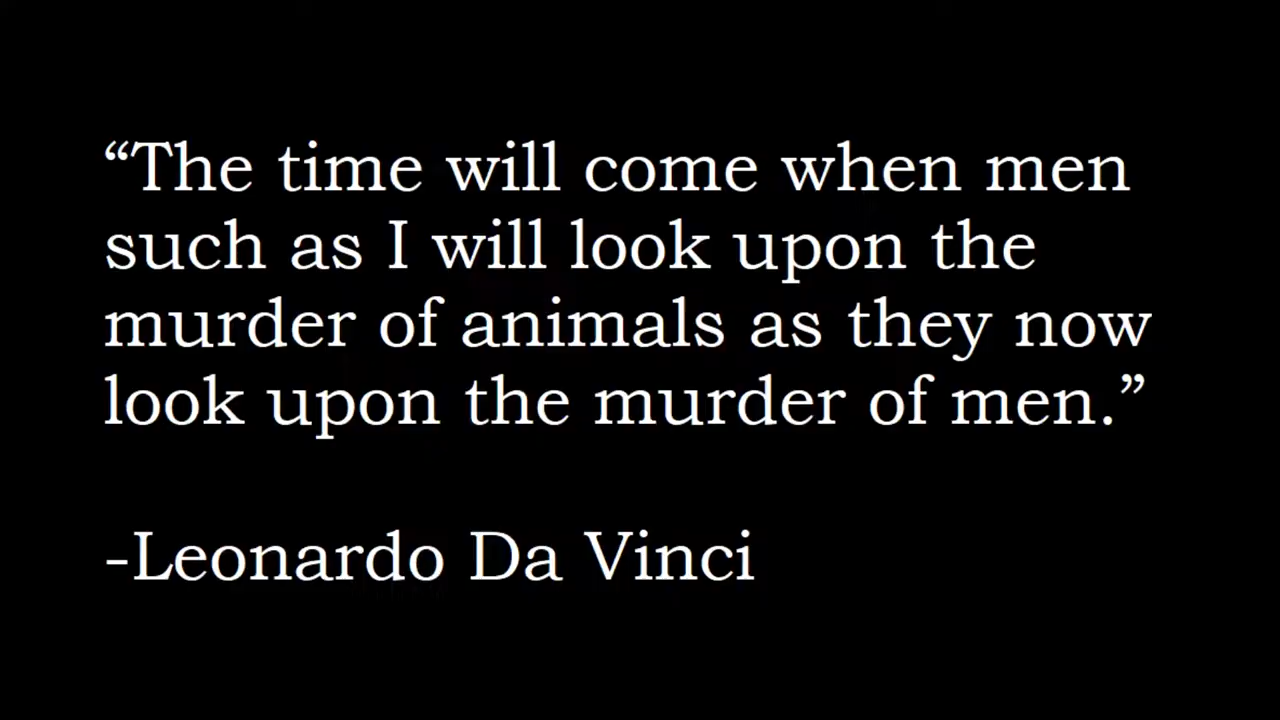 “The time will come when men
such as I will look upon the
murder of animals as they now
look upon the murder of men.”
-Leonardo Da Vinci